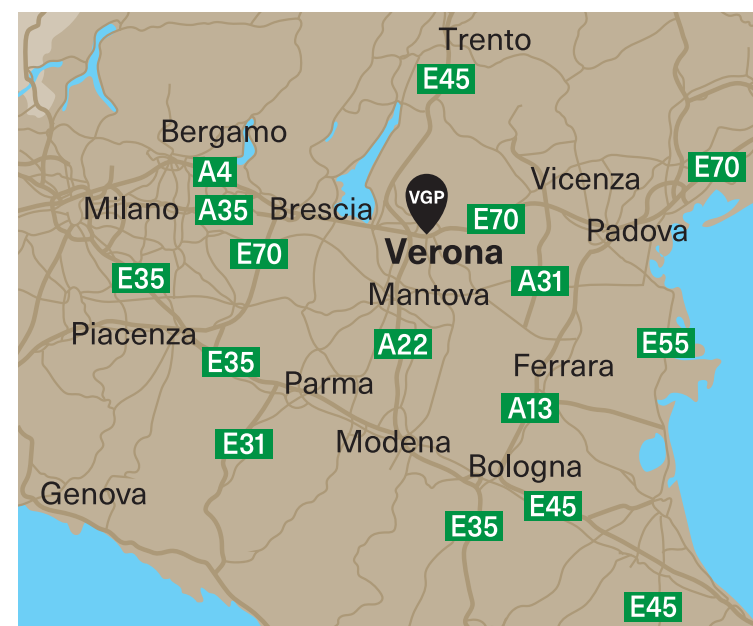 Trento
E45
Bergamo
A4
E70
Vicenza
VGP
Milano
A35
Brescia
E70
Padova
Verona
E70
E35
A31
Mantova
Piacenza
A22
E55
E35
Ferrara
Parma
A13
E31
Modena
Bologna
Genova
E45
E35
E45